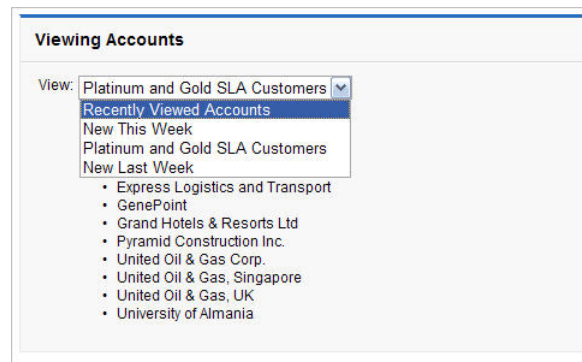 Viewing Accounts
View: Platinum and Gold SLA Customers
Recently Viewed Accounts
New This Week
Platinum and Gold SLA Customers
New Last Week
• Express Logistics and Transport
• GenePoint
• Grand Hotels & Resorts Ltd
• Pyramid Construction Inc.
• United Oil & Gas Corp.
• United Oil & Gas, Singapore
• United Oil & Gas, UK
• University of Almania